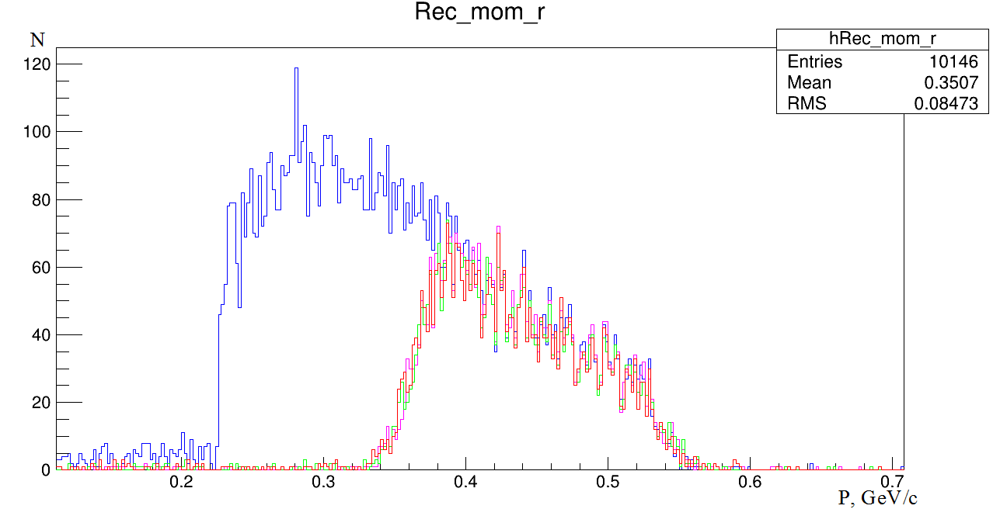 Rec_mom_r
N
hRec_mom_r
Entries 10146
Mean 0.3507
RMS 0.08473
120
100
80
60
40
20
0
0.2 0.3 0.4 0.5 0.6 0.7
P, GeV/c